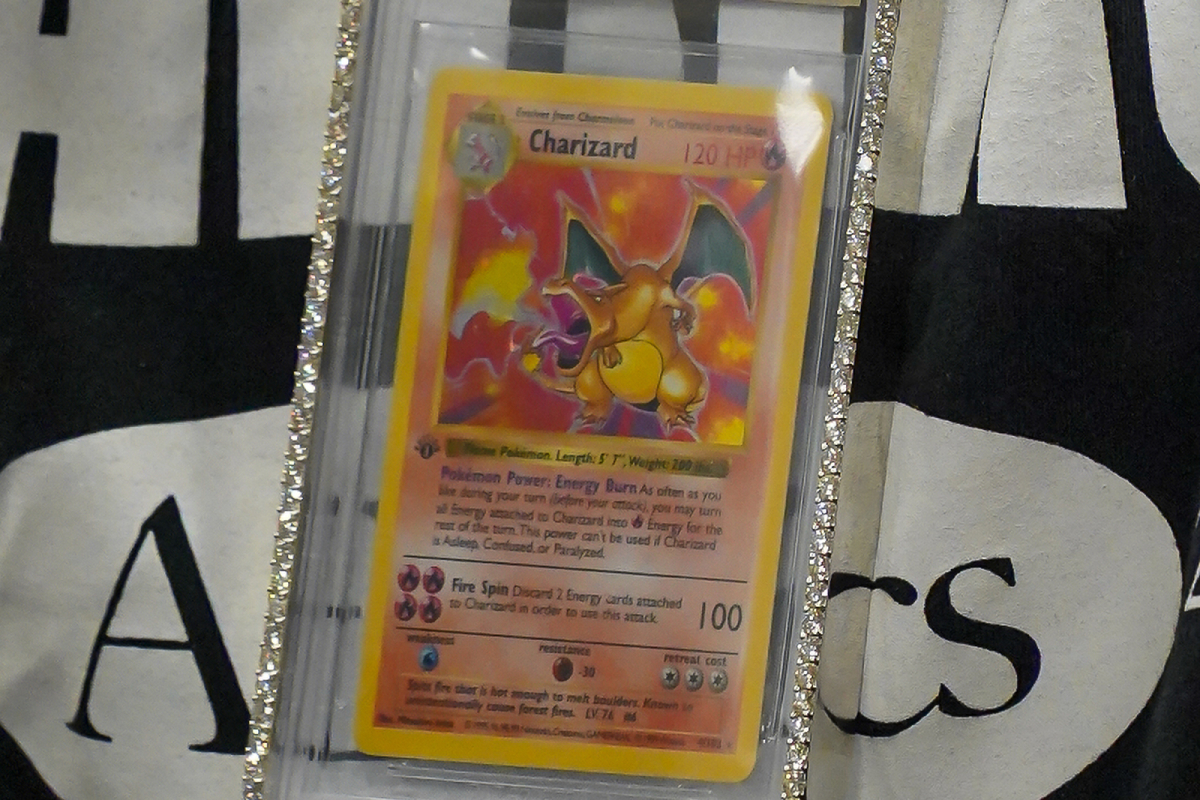 Evolves from Charmeleon Put Charizard on the Stage
Charizard 120 HP
Flame Pokémon. Length: 5' 7", Weight: 200
Pokémon Power: Energy Burn As often as you
like during your turn (before your attack), you may turn
all Energy attached to Charizard into Energy for the
rest of the turn. This power can't be used if Charizard
is Asleep, Confused, or Paralyzed.
Fire Spin Discard 2 Energy cards attached
to Charizard in order to use this attack. 100
weakness resistance retreat cost
-30
Spits fire that is hot enough to melt boulders. Known to
unintentionally cause forest fires. LV. 76 #6
A rs